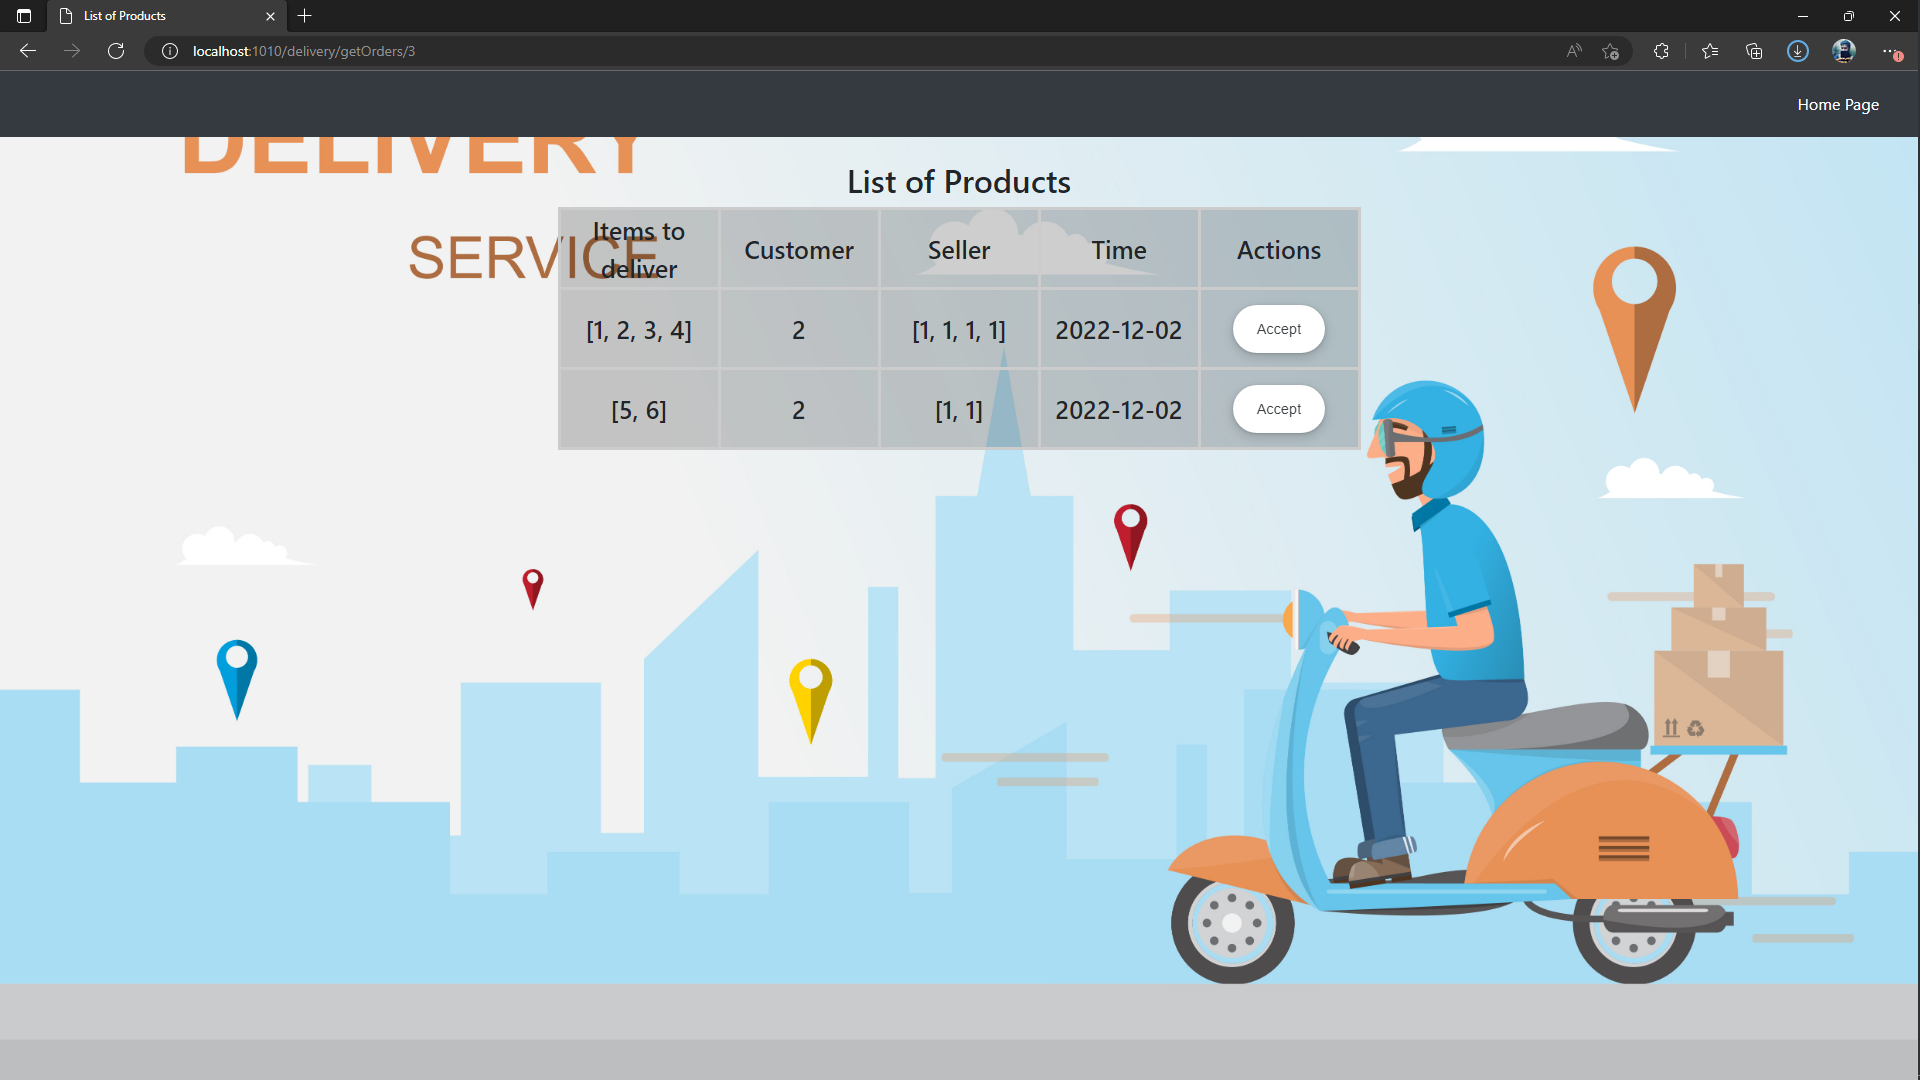 List of Products
localhost:1010/delivery/getOrders/3
Home Page
DELIVERY
SERVICE
List of Products
Items to deliver Customer Seller Time Actions
[1, 2, 3, 4] 2 [1, 1, 1, 1] 2022-12-02 Accept
[5, 6] 2 [1, 1] 2022-12-02 Accept